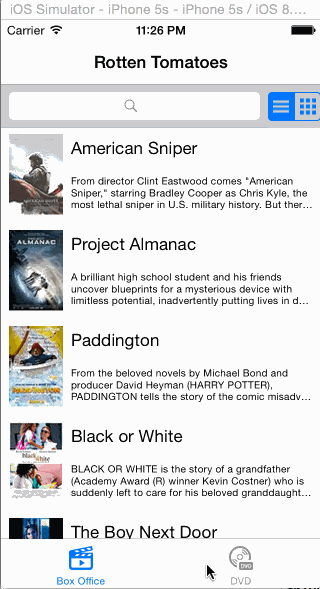 iOS Simulator - iPhone 5s - iPhone 5s / iOS 8....
Carrier 11:26 PM
Rotten Tomatoes
American Sniper
From director Clint Eastwood comes "American
Sniper," starring Bradley Cooper as Chris Kyle, the
most lethal sniper in U.S. military history. But ther...
ALMANAC
Project Almanac
A brilliant high school student and his friends
uncover blueprints for a mysterious device with
limitless potential, inadvertently putting lives in d...
PADDINGTON
Paddington
From the beloved novels by Michael Bond and
producer David Heyman (HARRY POTTER),
PADDINGTON tells the story of the comic misadv...
black or white
Black or White
BLACK OR WHITE is the story of a grandfather
(Academy Award (R) winner Kevin Costner) who is
suddenly left to care for his beloved granddaught...
The Boy Next Door
Box Office
DVD
DVD